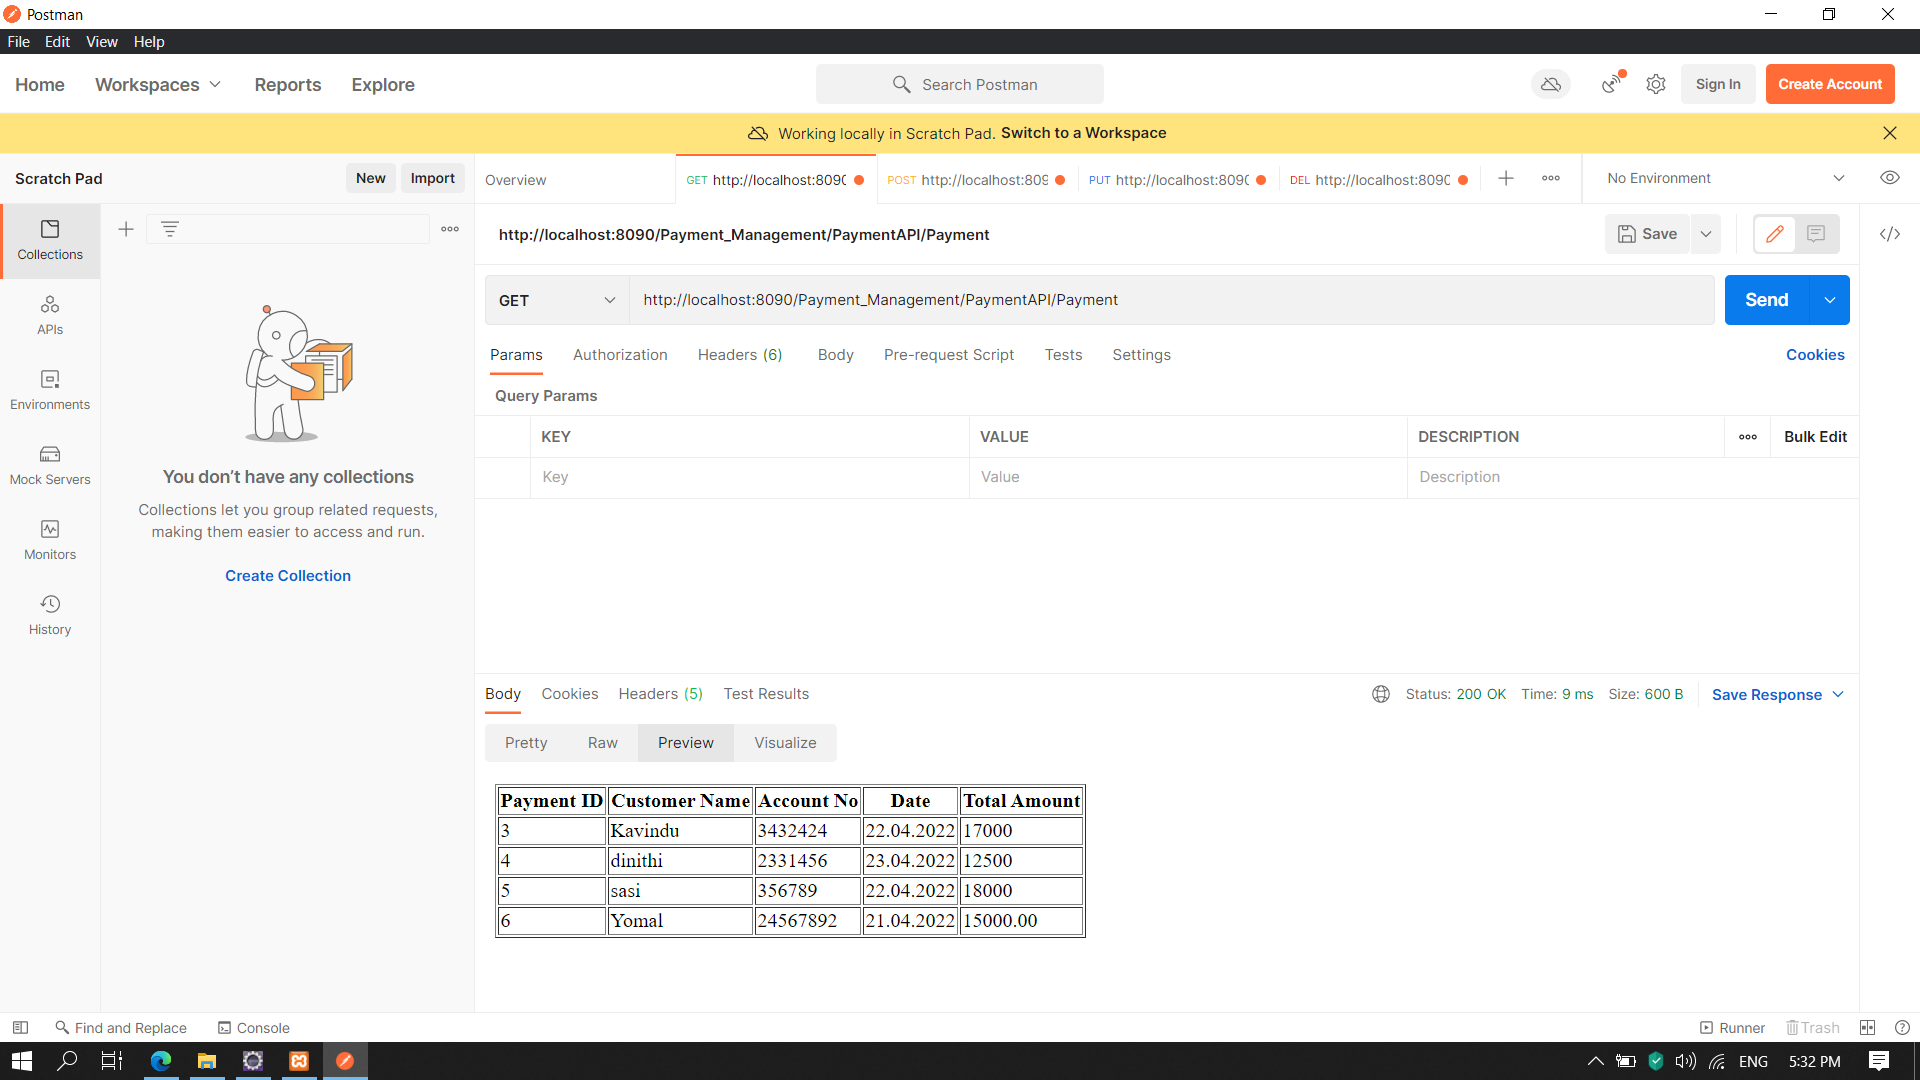 Postman
File Edit View Help
Home Workspaces Reports Explore Search Postman Sign In Create Account
Working locally in Scratch Pad. Switch to a Workspace
Scratch Pad New Import Overview GET http://localhost:8090 POST http://localhost:809 PUT http://localhost:8090 DEL http://localhost:8090 No Environment
http://localhost:8090/Payment_Management/PaymentAPI/Payment Save
Collections
GET http://localhost:8090/Payment_Management/PaymentAPI/Payment Send
APIs
Params Authorization Headers (6) Body Pre-request Script Tests Settings Cookies
Environments
Query Params
KEY VALUE DESCRIPTION Bulk Edit
Mock Servers
Key Value Description
You don’t have any collections
Collections let you group related requests,
making them easier to access and run.
Monitors
Create Collection
History
Body Cookies Headers (5) Test Results Status: 200 OK Time: 9 ms Size: 600 B Save Response
Pretty Raw Preview Visualize
Payment ID Customer Name Account No Date Total Amount
3 Kavindu 3432424 22.04.2022 17000
4 dinithi 2331456 23.04.2022 12500
5 sasi 356789 22.04.2022 18000
6 Yomal 24567892 21.04.2022 15000.00
Find and Replace Console Runner Trash
ENG 5:32 PM